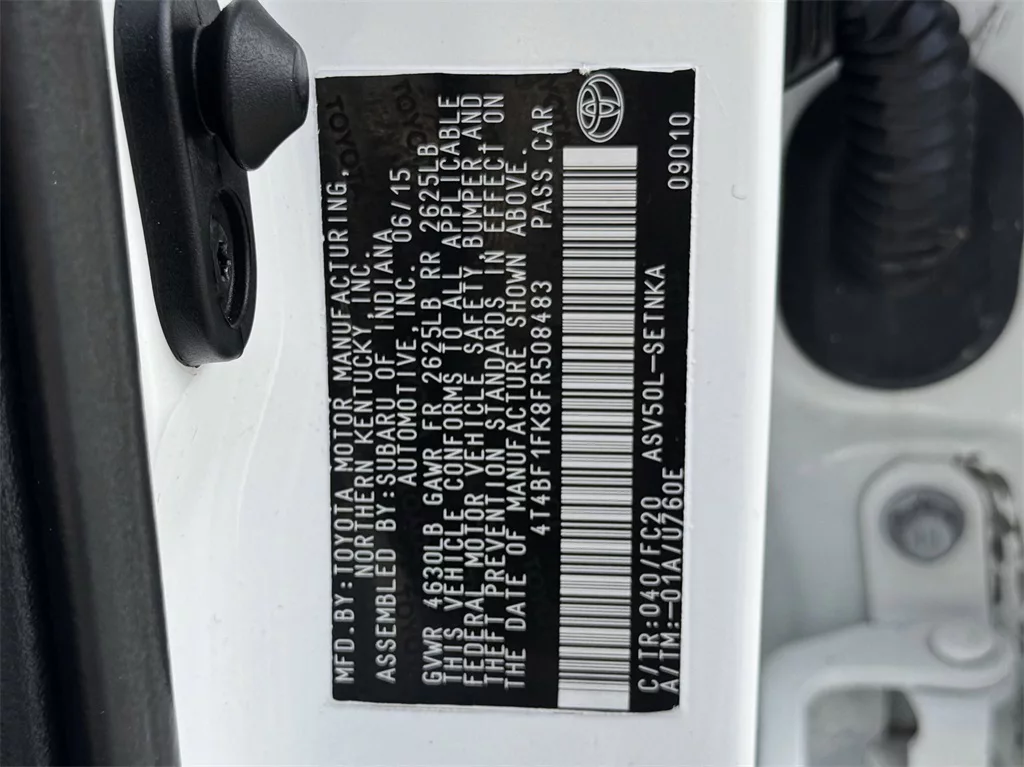 MFD.BY:TOYOTA MOTOR MANUFACTURING,
NORTHERN KENTUCKY,INC.
ASSEMBLED BY:SUBARU OF INDIANA
AUTOMOTIVE,INC. 06/15
GVWR 4630LB GAWR FR 2625LB RR 2625LB
THIS VEHICLE CONFORMS TO ALL APPLICABLE
FEDERAL MOTOR VEHICLE SAFETY,BUMPER,AND
THEFT PREVENTION STANDARDS IN EFFECT ON
THE DATE OF MANUFACTURE SHOWN ABOVE.
4T4BF1FK8FR508483 PASS.CAR
C/TR:040/FC20 ASV50L-SETNKA 09010
A/TM:-01A/0760E